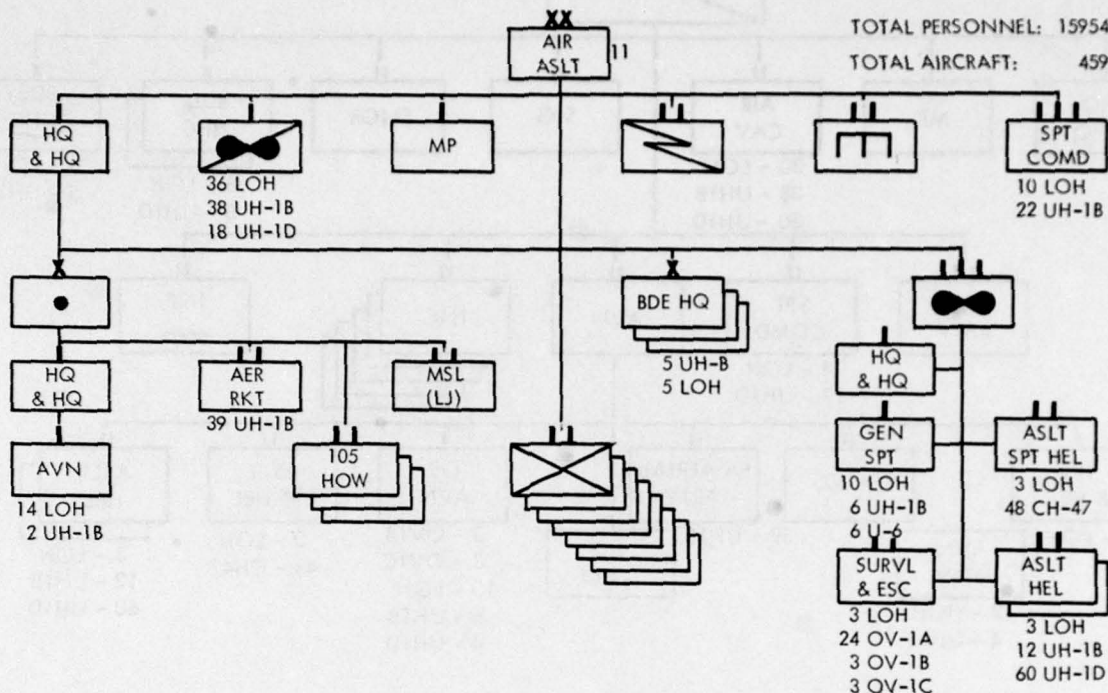 TOTAL PERSONNEL: 15954
TOTAL AIRCRAFT: 459
XX
AIR
ASLT
11
HQ
& HQ
36 LOH
38 UH-1B
18 UH-1D
MP
SPT
COMD
10 LOH
22 UH-1B
X
X
BDE HQ
5 UH-B
5 LOH
HQ
& HQ
AER
RKT
39 UH-1B
MSL
(LJ)
AVN
14 LOH
2 UH-1B
105
HOW
HQ
& HQ
GEN
SPT
10 LOH
6 UH-1B
6 U-6
ASLT
SPT HEL
3 LOH
48 CH-47
SURVL
& ESC
3 LOH
24 OV-1A
3 OV-1B
3 OV-1C
ASLT
HEL
3 LOH
12 UH-1B
60 UH-1D